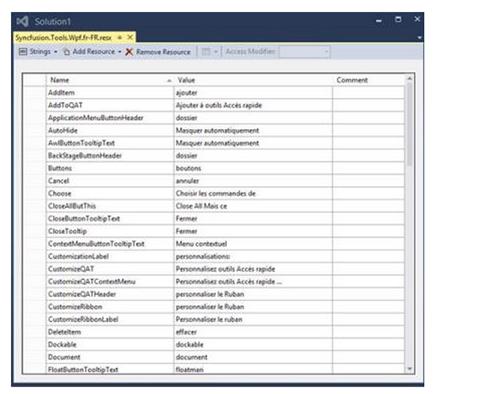 Solution1
Syncfusion.Tools.Wpf.fr-FR.resx
Strings Add Resource Remove Resource Access Modifier:
Name Value Comment
AddItem ajouter
AddToQAT Ajouter à outils Accès rapide
ApplicationMenuButtonHeader dossier
AutoHide Masquer automatiquement
AwlButtonTooltipText Masquer automatiquement
BackStageButtonHeader dossier
Buttons boutons
Cancel annuler
Choose Choisir les commandes de
CloseAllButThis Close All Mais ce
CloseButtonTooltipText Fermer
CloseTooltip Fermer
ContextMenuButtonTooltipText Menu contextuel
CustomizationLabel personnalisations:
CustomizeQAT Personnalisez outils Accès rapide
CustomizeQATContextMenu Personnalisez outils Accès rapide ...
CustomizeQATHeader personnaliser le Ruban
CustomizeRibbon personnaliser le Ruban
CustomizeRibbonLabel Personnaliser le ruban
DeleteItem effacer
Dockable dockable
Document document
FloatButtonTooltipText floatman